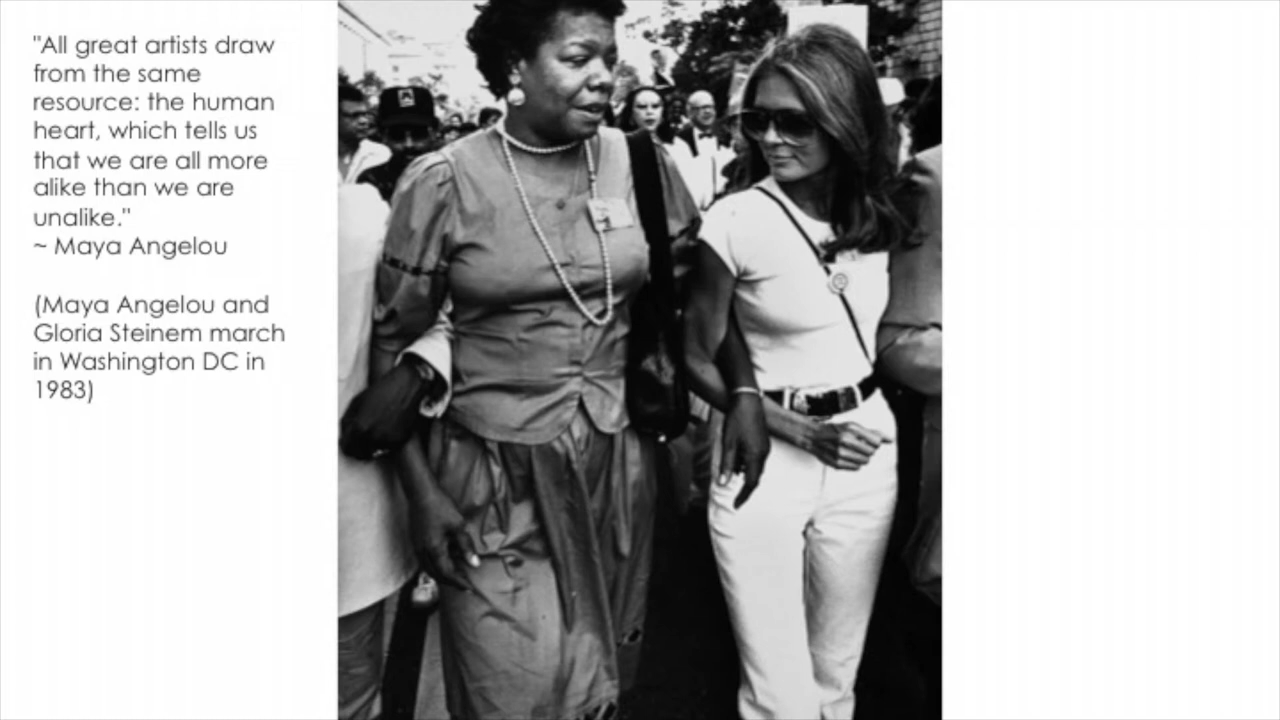 "All great artists draw
from the same
resource: the human
heart, which tells us
that we are all more
alike than we are
unalike."
~ Maya Angelou
(Maya Angelou and
Gloria Steinem march
in Washington DC in
1983)